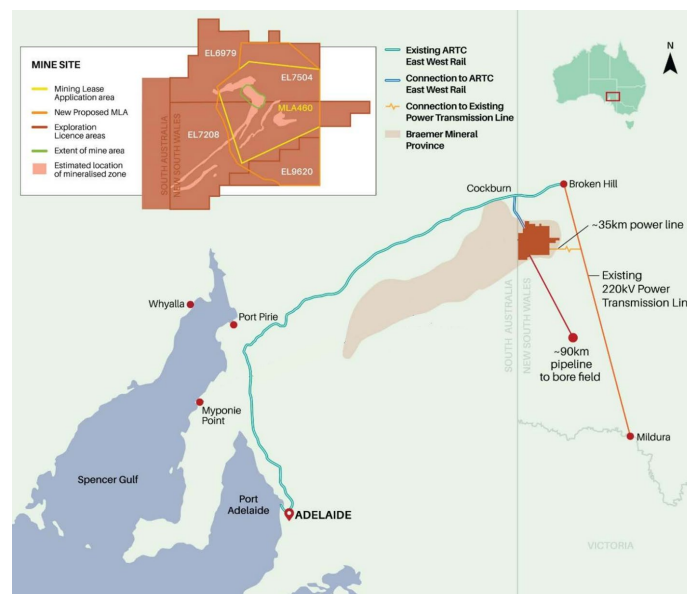 MINE SITE
Mining Lease
Application area
New Proposed MLA
Exploration
Licence areas
Extent of mine area
Estimated location
of mineralised zone
EL6979
EL7504
MLA460
EL7208
EL9620
SOUTH AUSTRALIA
NEW SOUTH WALES
Existing ARTC
East West Rail
Connection to ARTC
East West Rail
Connection to Existing
Power Transmission Line
Braemer Mineral
Province
N
Cockburn
Broken Hill
~35km power line
Existing
220kV Power
Transmission Lin
SOUTH AUSTRALIA
NEW SOUTH WALES
~90km
pipeline
to bore field
Whyalla
Port Pirie
Myponie
Point
Mildura
Spencer Gulf
Port
Adelaide
ADELAIDE
VICTORIA